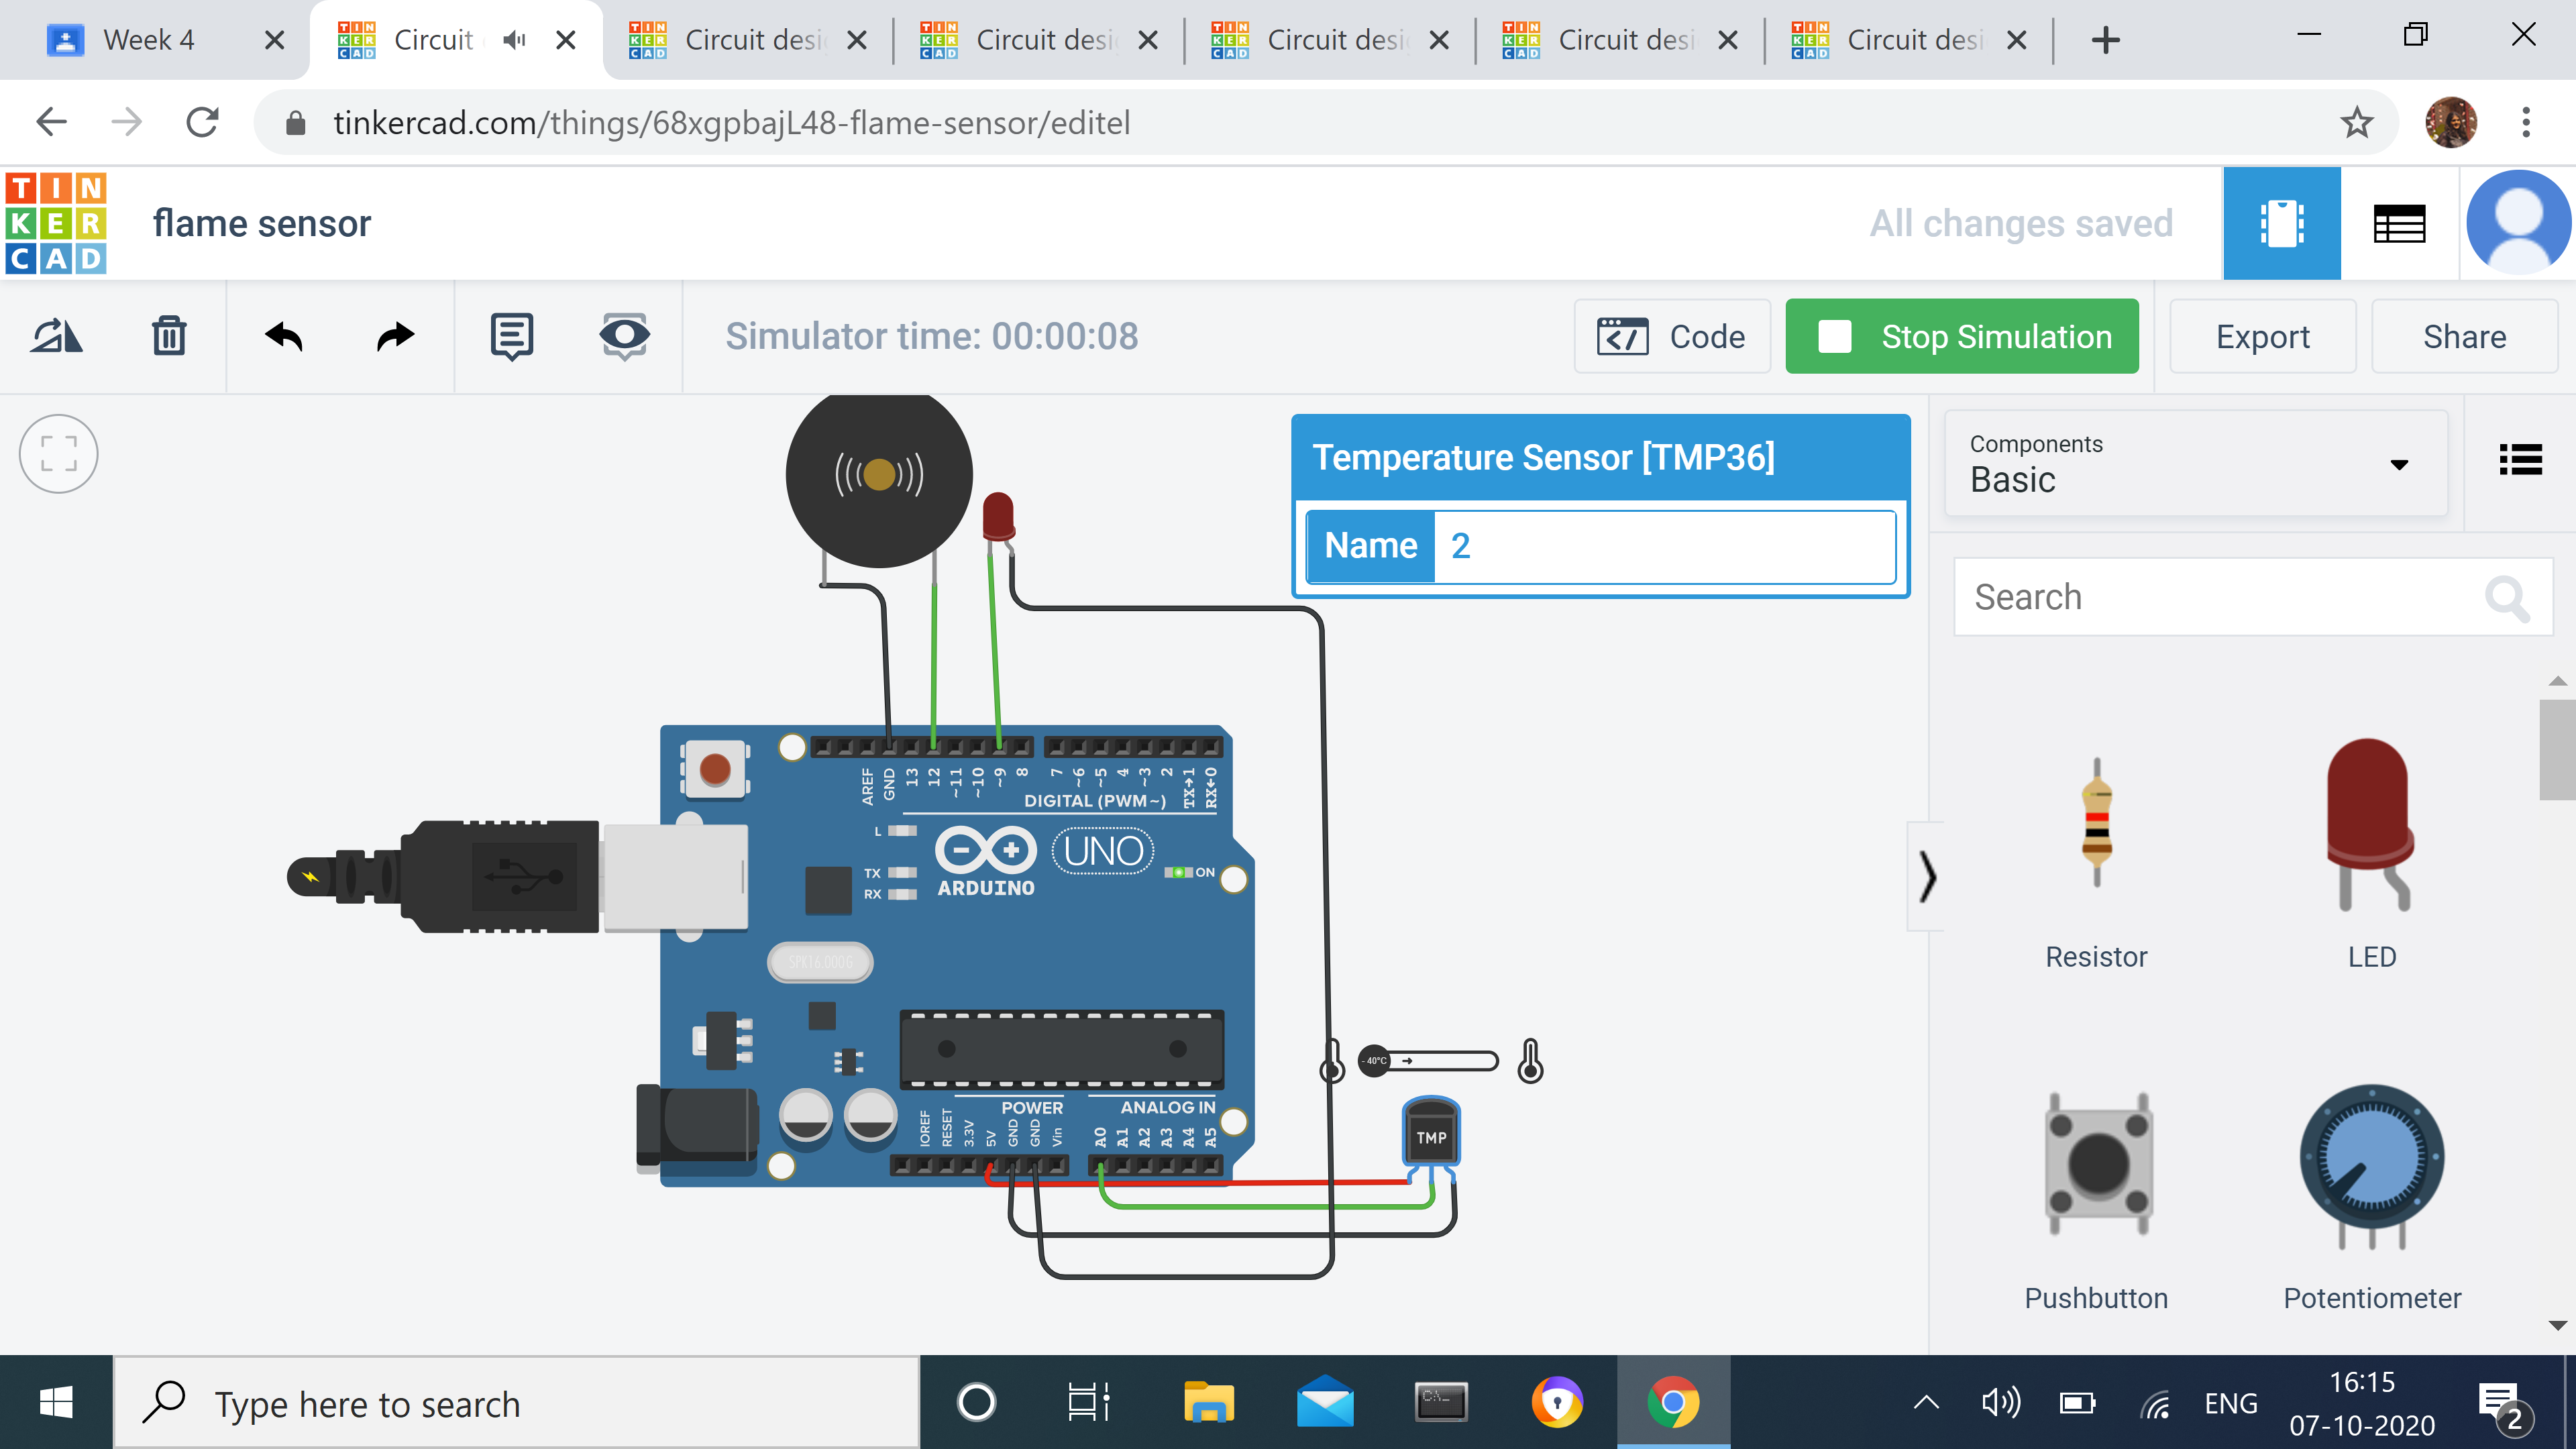 Week 4
Circuit
Circuit desi
Circuit desi
Circuit desi
Circuit desi
Circuit desi
tinkercad.com/things/68xgpbajL48-flame-sensor/editel
TIN
KER
CAD
flame sensor
All changes saved
Simulator time: 00:00:08
Code
Stop Simulation
Export
Share
Temperature Sensor [TMP36]
Name 2
Components
Basic
Search
Resistor
LED
Pushbutton
Potentiometer
AREF GND 13 12 ~11 ~10 ~9 8 7 ~6 ~5 4 ~3 2 TX→1 RX←0
DIGITAL (PWM~)
L
TX
RX
UNO
ARDUINO
ON
SPK16.000G
-40°C
POWER
ANALOG IN
IOREF RESET 3.3V 5V GND GND Vin A0 A1 A2 A3 A4 A5
TMP
Type here to search
C:\_
ENG
16:15
07-10-2020
2